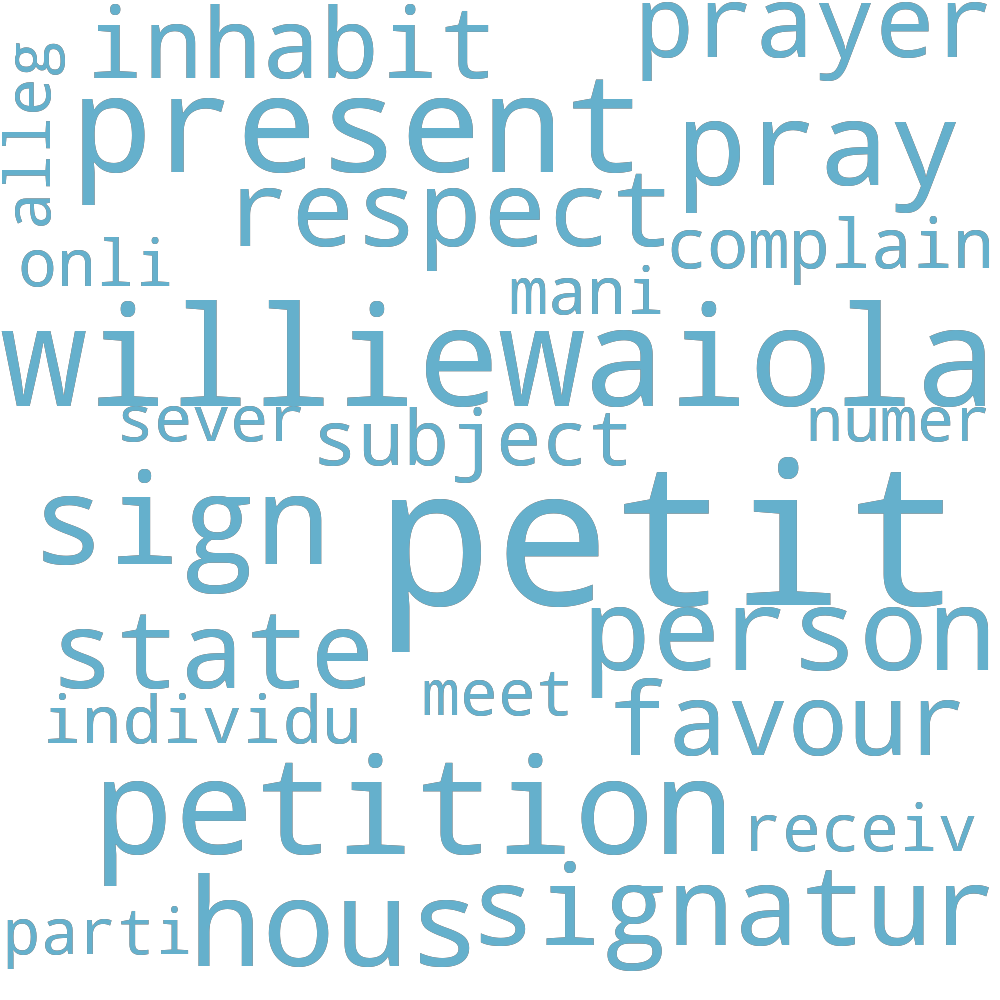 inhabit
prayer
alleg
present
pray
respect
complain
onli
mani
williewaiola
sever
subject
numer
sign
petit
person
state
meet
individu
favour
petition
receiv
signatur
hous
parti